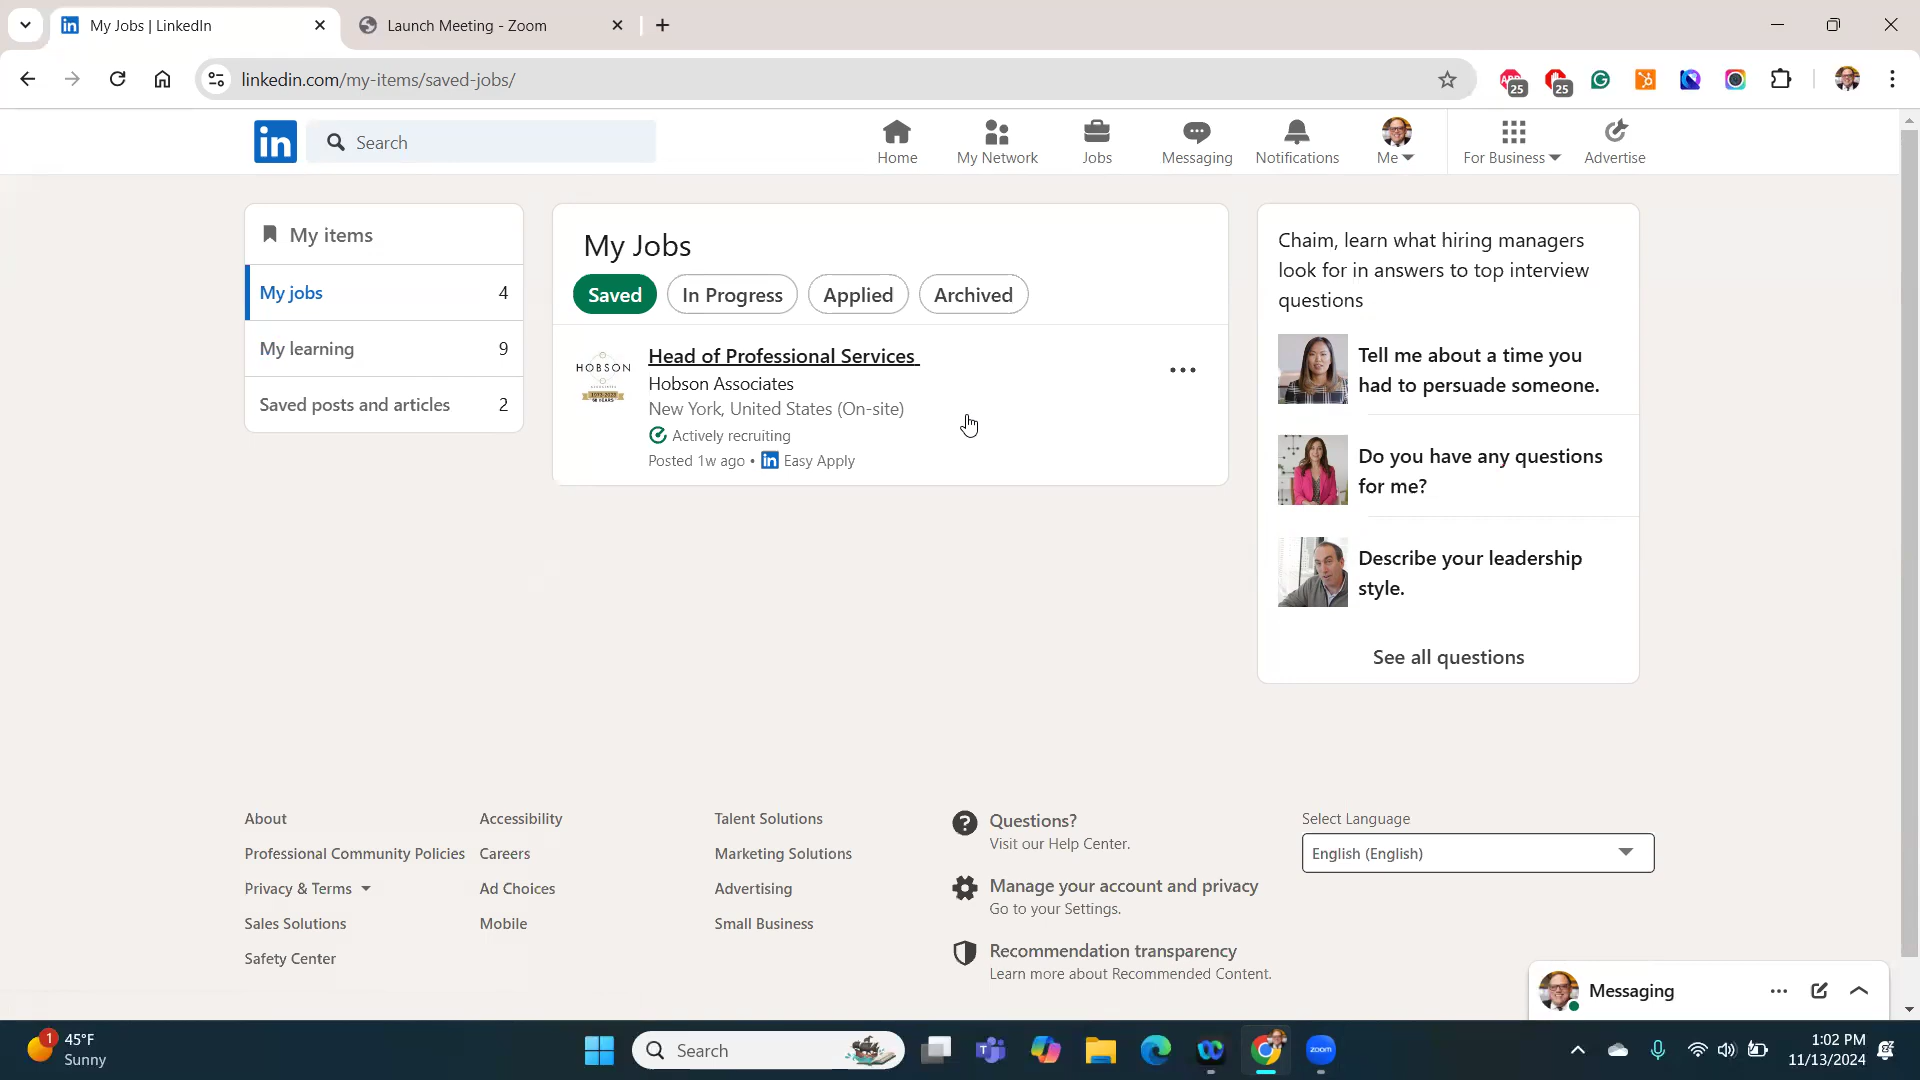 My Jobs | LinkedIn
Launch Meeting - Zoom
linkedin.com/my-items/saved-jobs/
25
25
in
Search
Home
My Network
Jobs
Messaging
Notifications
Me
For Business
Advertise
My items
My jobs 4
My learning 9
Saved posts and articles 2
My Jobs
Saved
In Progress
Applied
Archived
HOBSON
Head of Professional Services
Hobson Associates
New York, United States (On-site)
Actively recruiting
Posted 1w ago • in Easy Apply
Chaim, learn what hiring managers
look for in answers to top interview
questions
Tell me about a time you
had to persuade someone.
Do you have any questions
for me?
Describe your leadership
style.
See all questions
About
Accessibility
Talent Solutions
Professional Community Policies
Careers
Marketing Solutions
Privacy & Terms
Ad Choices
Advertising
Sales Solutions
Mobile
Small Business
Safety Center
Questions?
Visit our Help Center.
Manage your account and privacy
Go to your Settings.
Recommendation transparency
Learn more about Recommended Content.
Select Language
English (English)
Messaging
1
45°F
Sunny
Search
zoom
1:02 PM
11/13/2024